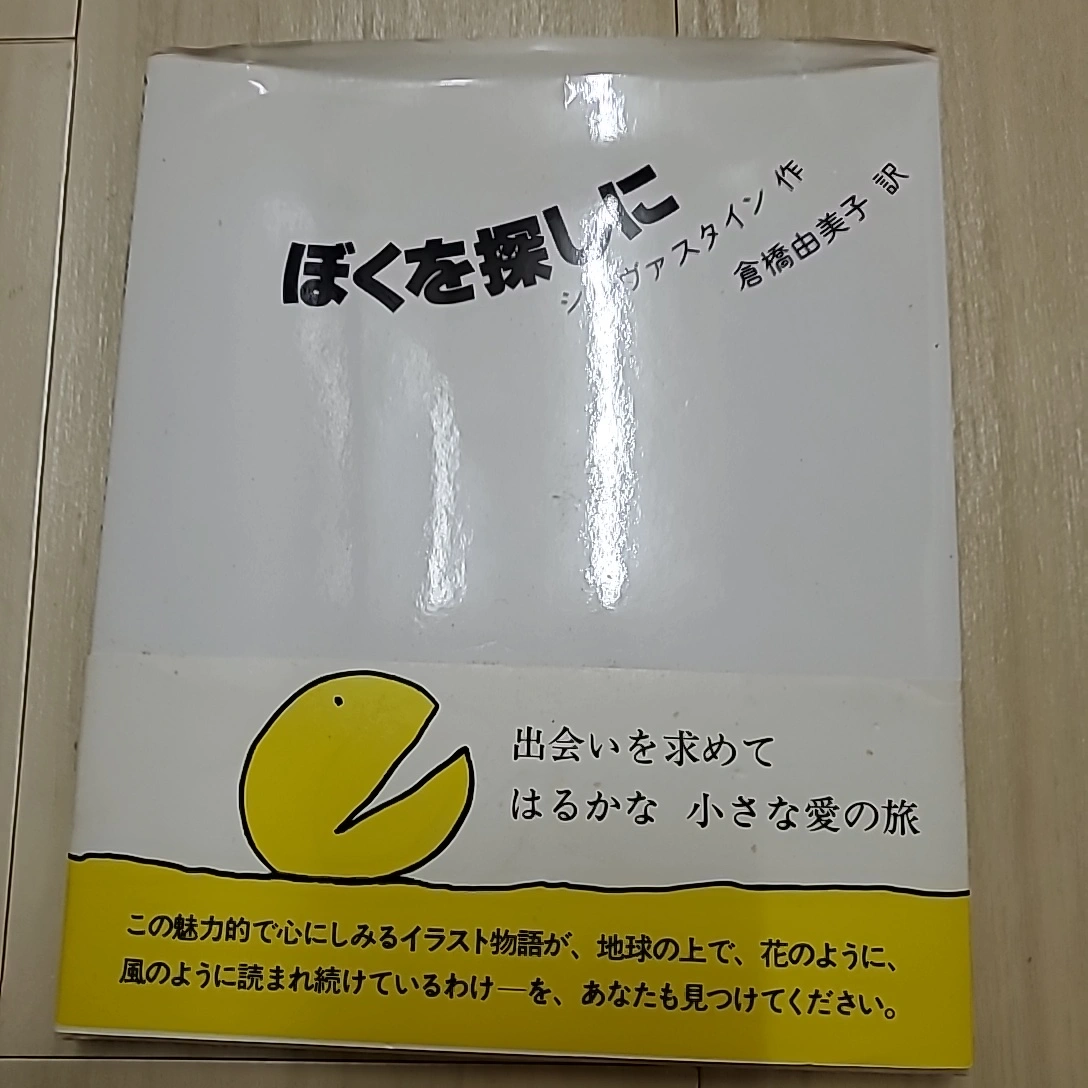 ぼくを探しに
シルヴァスタイン 作
倉橋由美子 訳
出会いを求めて
はるかな 小さな愛の旅
この魅力的で心にしみるイラスト物語が、地球の上で、花のように、
風のように読まれ続けているわけ――を、あなたも見つけてください。